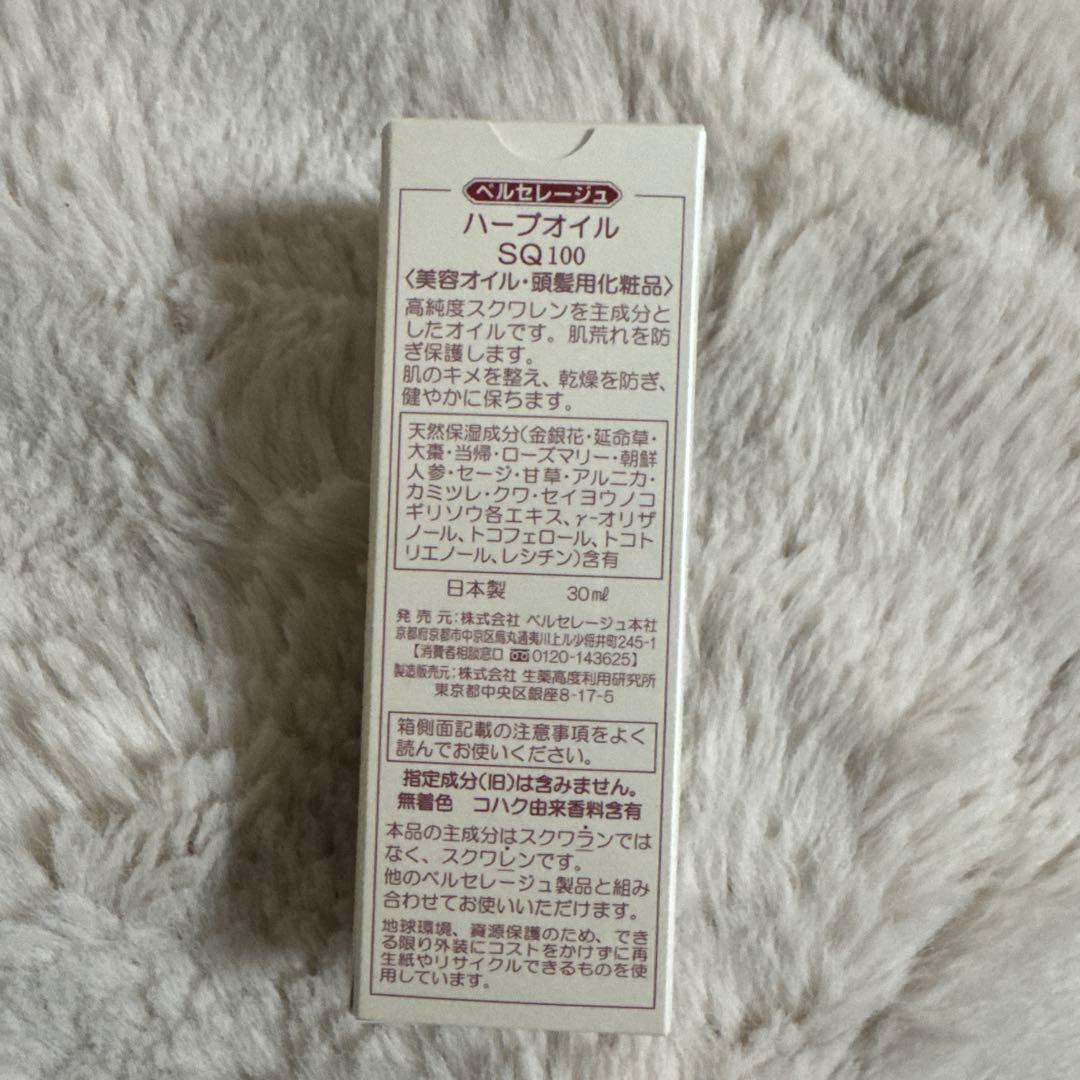 ベルセレージュ
ハーブオイル
SQ100
〈美容オイル・頭髪用化粧品〉
高純度スクワレンを主成分と
したオイルです。肌荒れを防
ぎ保護します。
肌のキメを整え、乾燥を防ぎ、
健やかに保ちます。
天然保湿成分(金銀花・延命草・
大棗・当帰・ローズマリー・朝鮮
人参・セージ・甘草・アルニカ・
カミツレ・クワ・セイヨウノコ
ギリソウ各エキス、γ-オリザ
ノール、トコフェロール、トコト
リエノール、レシチン)含有
日本製 30㎖
発売元:株式会社 ベルセレージュ本社
京都府京都市中京区烏丸通夷川上ル少将井町245-1
【消費者相談窓口 0120-143625】
製造販売元:株式会社 生薬高度利用研究所
東京都中央区銀座8-17-5
箱側面記載の注意事項をよく
読んでお使いください。
指定成分(旧)は含みません。
無着色 コハク由来香料含有
本品の主成分はスクワランでは
なく、スクワレンです。
他のベルセレージュ製品と組み
合わせてお使いいただけます。
地球環境、資源保護のため、でき
る限り外装にコストをかけずに再
生紙やリサイクルできるものを使
用しています。